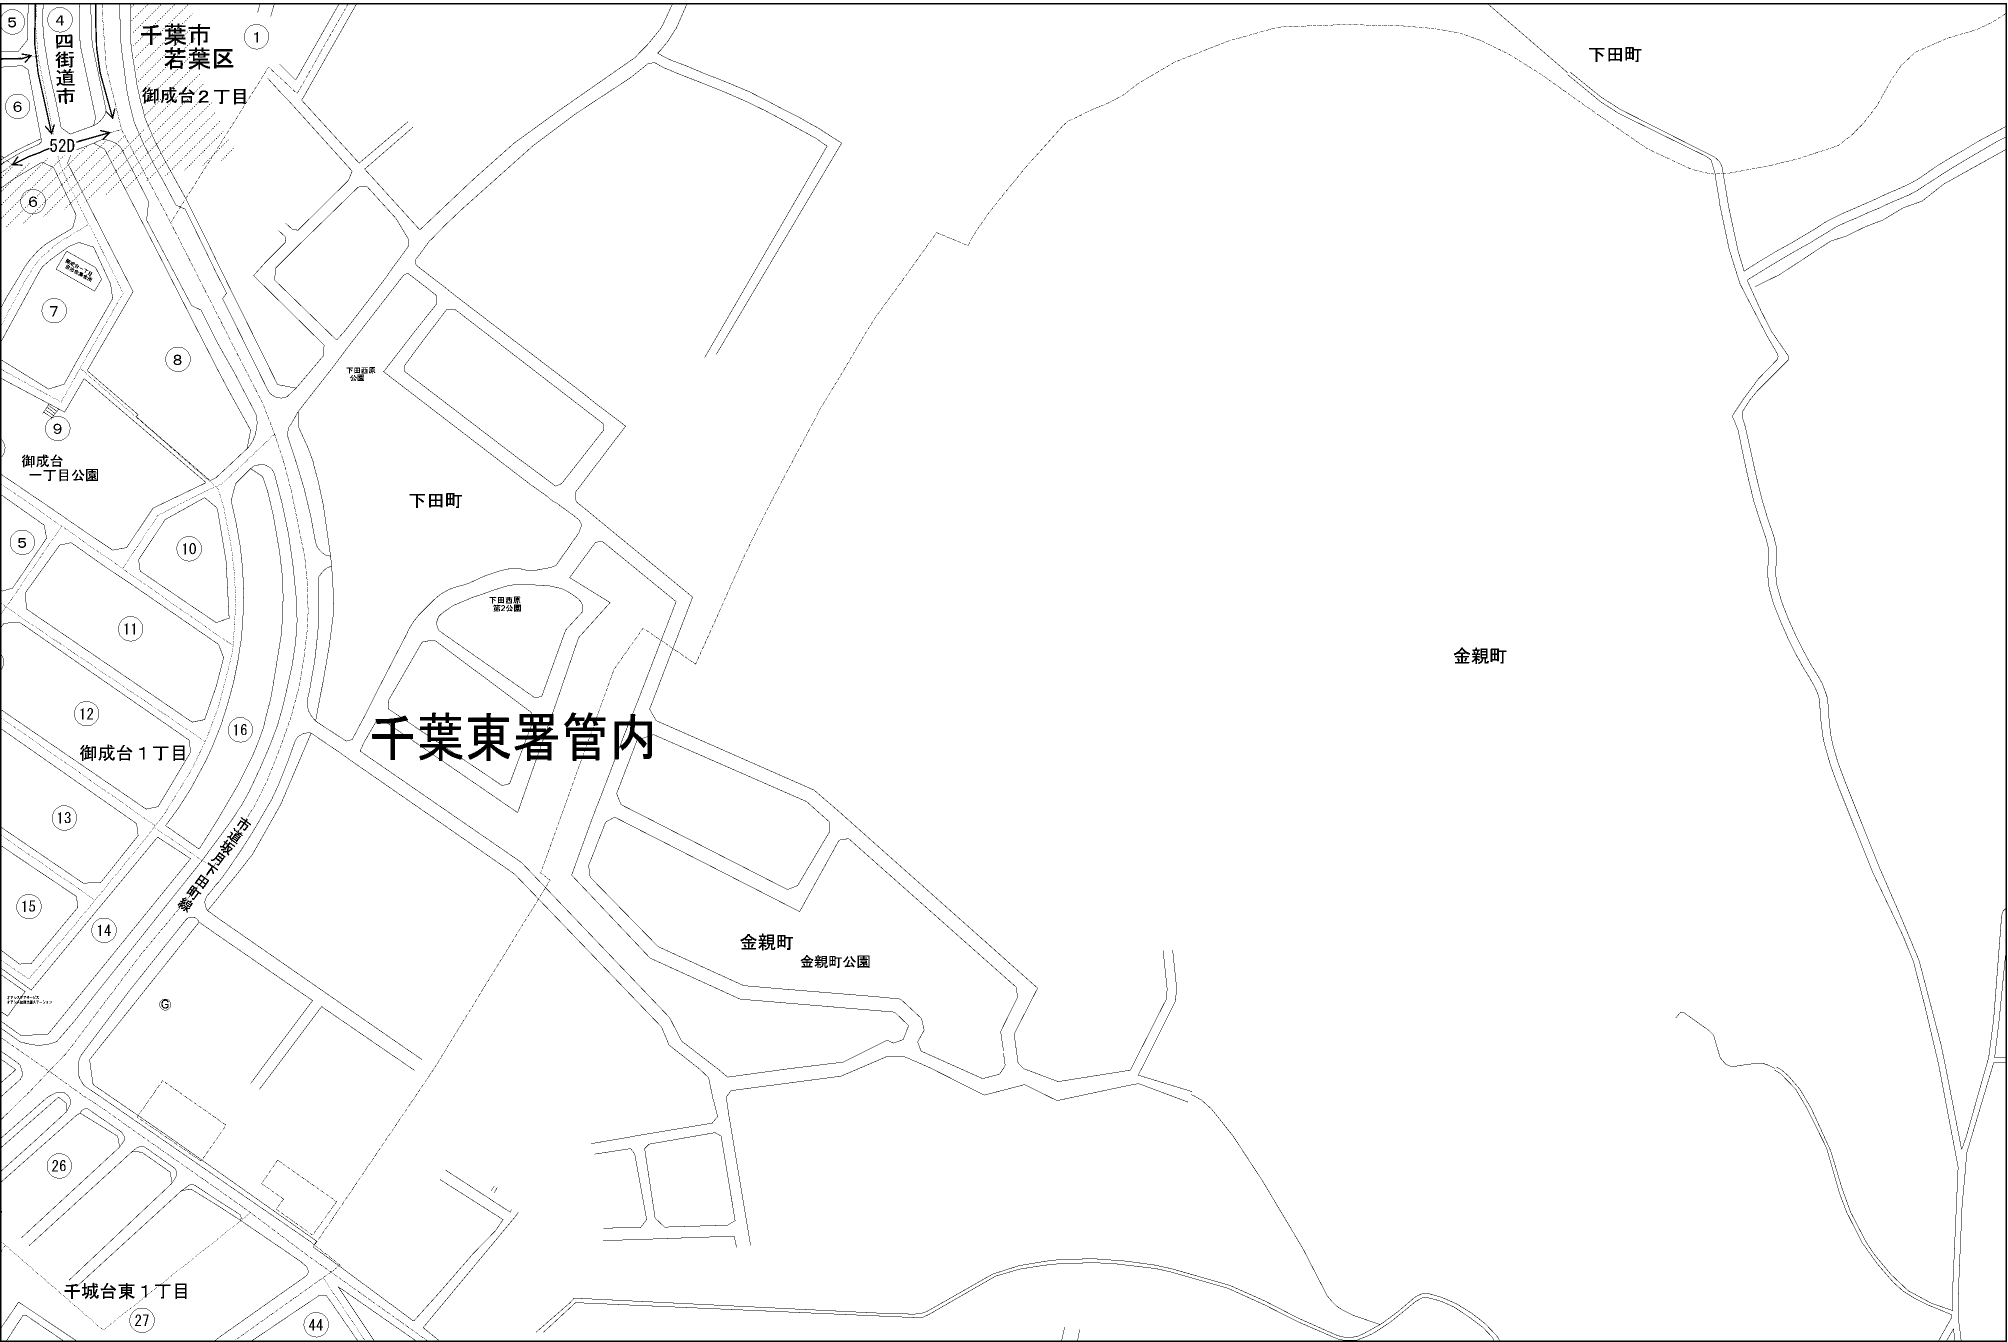 5
4
四街道市
千葉市
若葉区
1
下田町
御成台2丁目
6
52D
6
7
8
下田西原
公園
9
御成台
一丁目公園
下田町
5
10
下田西原
第2公園
11
金親町
12
16
千葉東署管内
御成台1丁目
13
市道坂月下田町線
15
14
金親町
金親町公園
G
26
千城台東1丁目
27
44